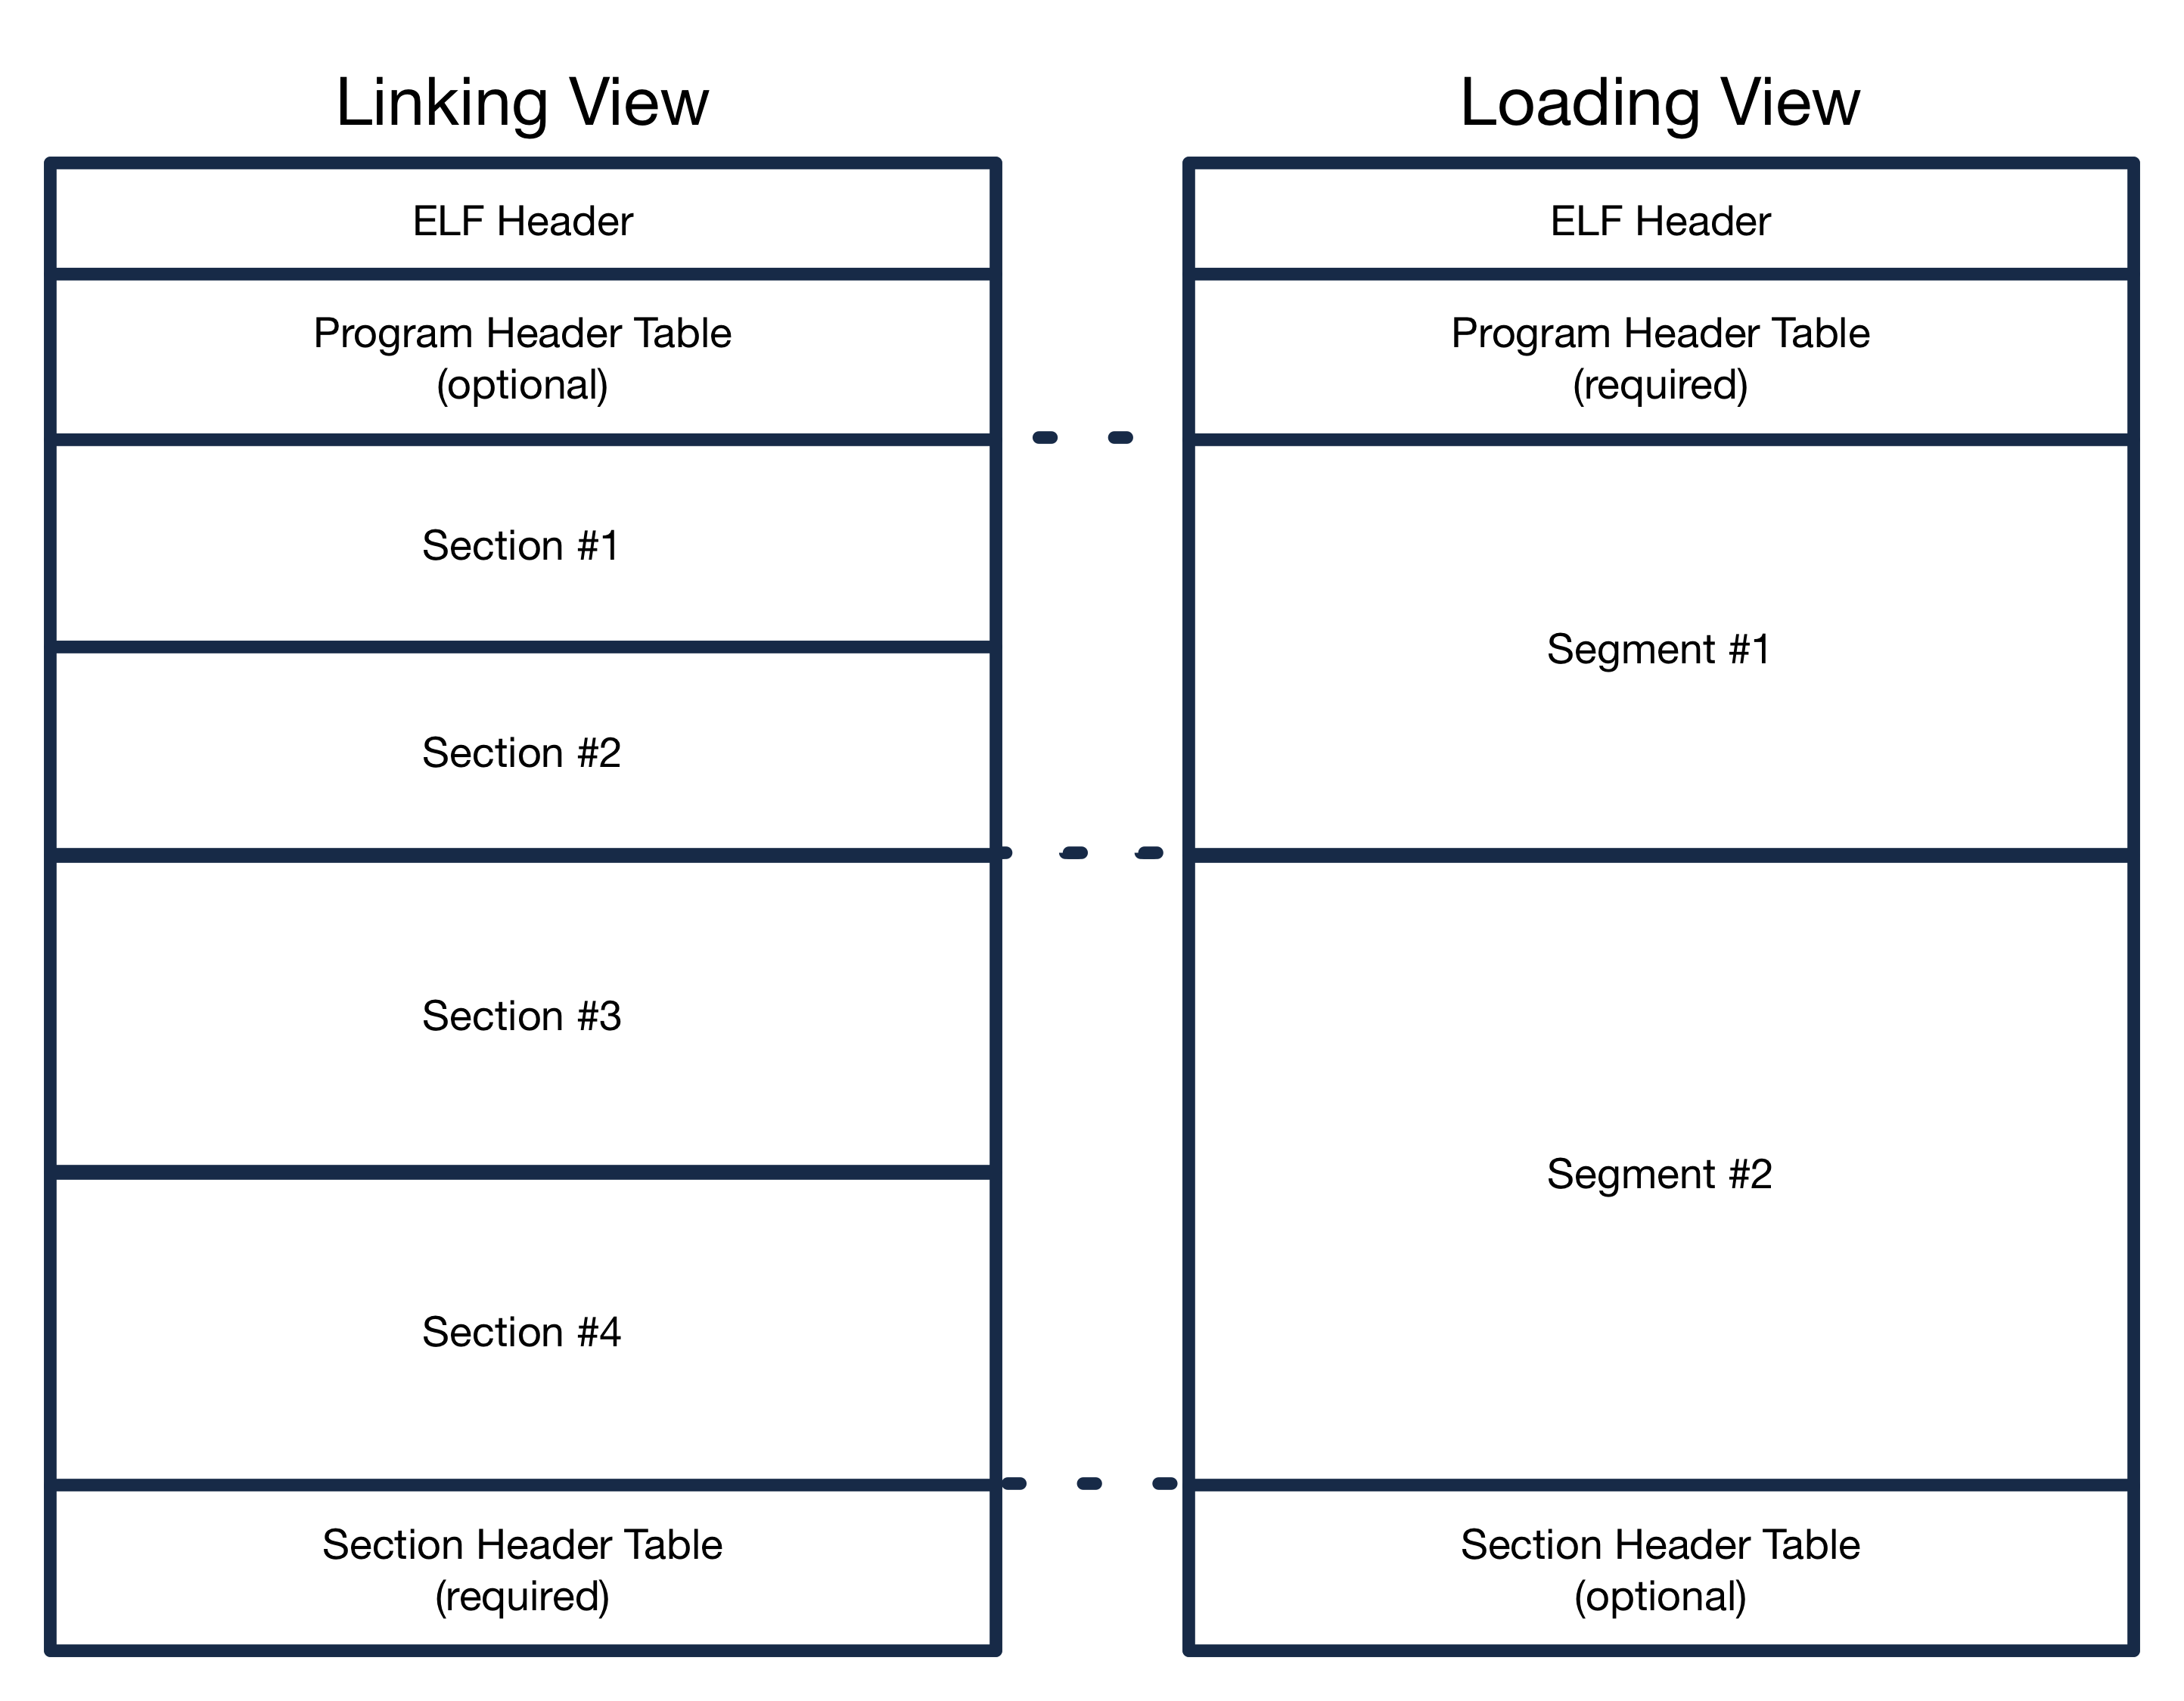 Linking View
ELF Header
Program Header Table
(optional)
Section #1
Section #2
Section #3
Section #4
Section Header Table
(required)
Loading View
ELF Header
Program Header Table
(required)
Segment #1
Segment #2
Section Header Table
(optional)